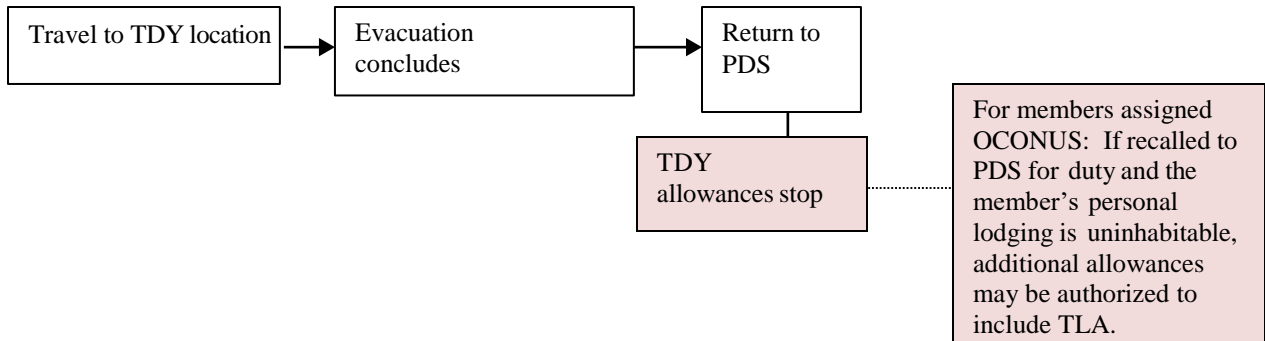 Travel to TDY location
Evacuation
concludes
Return to
PDS
TDY
allowances stop
For members assigned
OCONUS: If recalled to
PDS for duty and the
member’s personal
lodging is uninhabitable,
additional allowances
may be authorized to
include TLA.